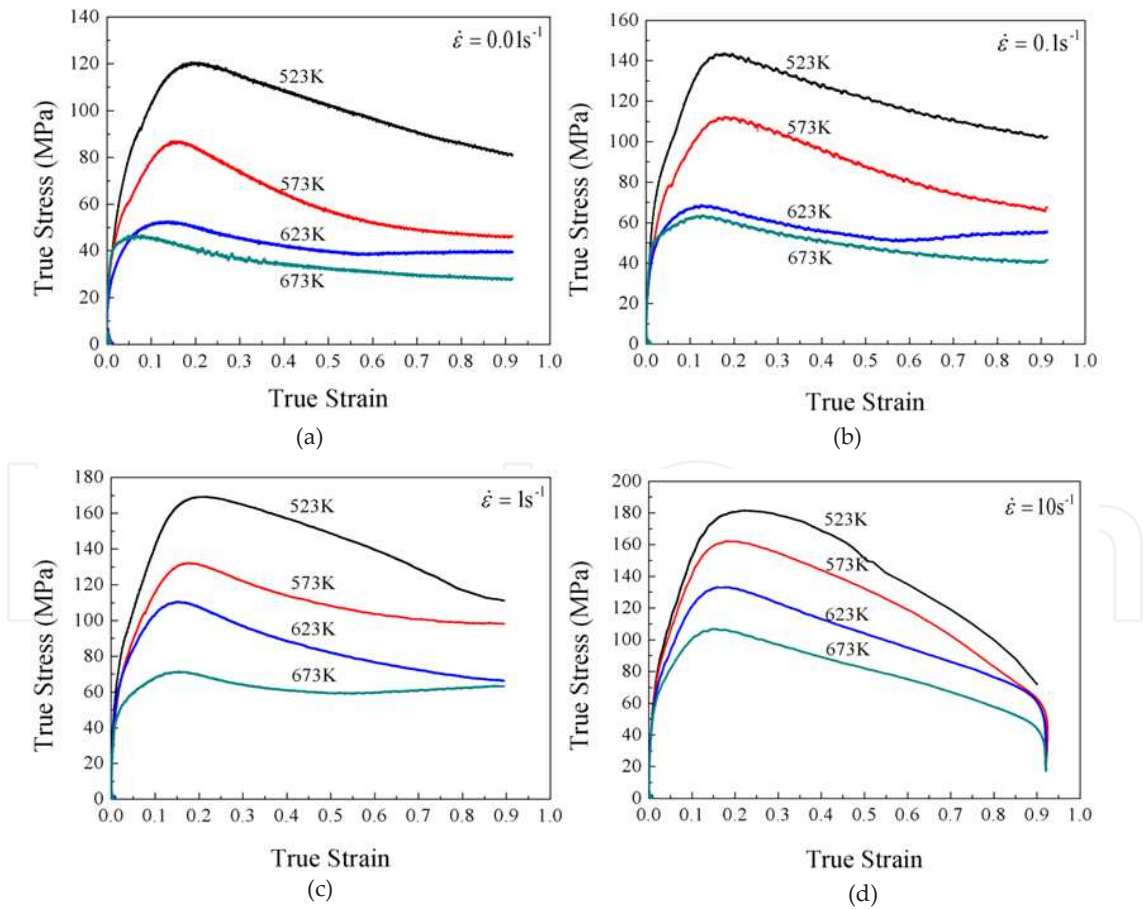 140
120
100
80
60
40
20
0
0.0 0.1 0.2 0.3 0.4 0.5 0.6 0.7 0.8 0.9 1.0
True Stress (MPa)
True Strain
ε̇ = 0.01s⁻¹
523K
573K
623K
673K
(a)
160
140
120
100
80
60
40
20
0
0.0 0.1 0.2 0.3 0.4 0.5 0.6 0.7 0.8 0.9 1.0
True Stress (MPa)
True Strain
ε̇ = 0.1s⁻¹
523K
573K
623K
673K
(b)
180
160
140
120
100
80
60
40
20
0
0.0 0.1 0.2 0.3 0.4 0.5 0.6 0.7 0.8 0.9 1.0
True Stress (MPa)
True Strain
ε̇ = 1s⁻¹
523K
573K
623K
673K
(c)
200
180
160
140
120
100
80
60
40
20
0
0.0 0.1 0.2 0.3 0.4 0.5 0.6 0.7 0.8 0.9 1.0
True Stress (MPa)
True Strain
ε̇ = 10s⁻¹
523K
573K
623K
673K
(d)